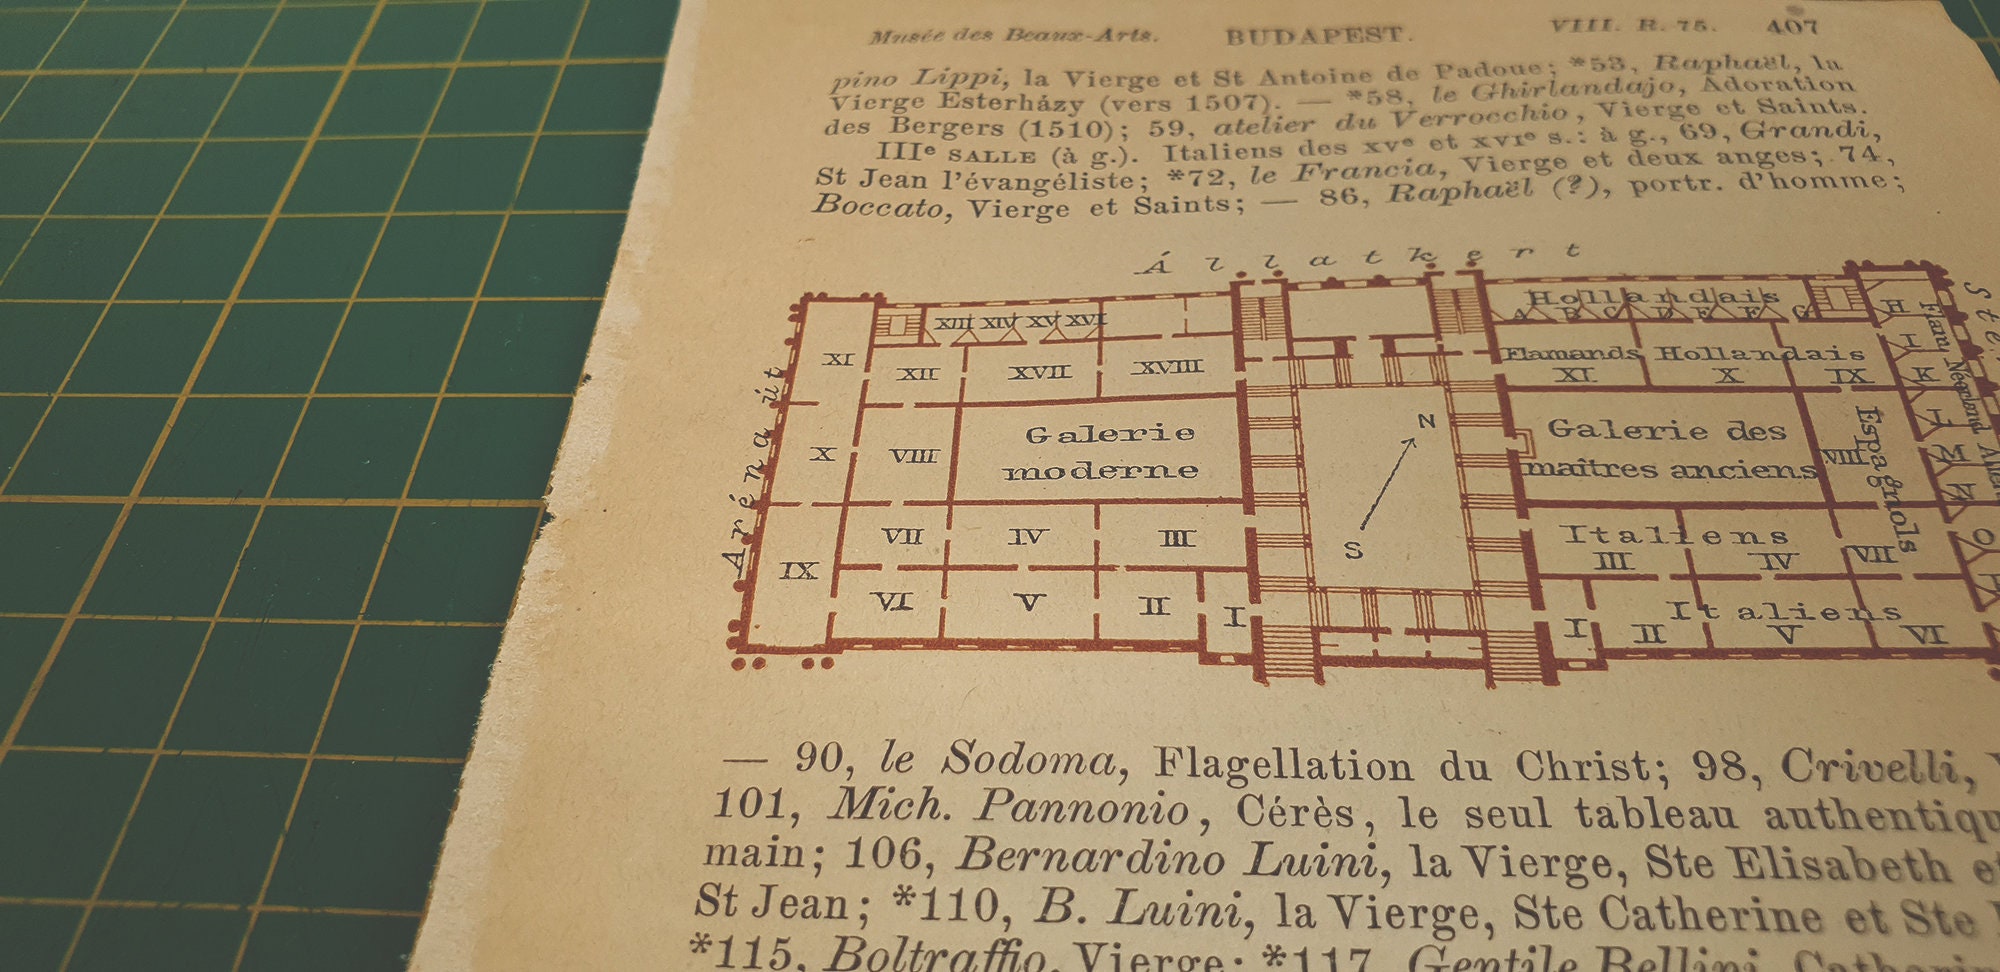 Musée des Beaux-Arts. BUDAPEST. VIII. R. 75. 407
pino Lippi, la Vierge et St Antoine de Padoue; *53, Raphaël, la
Vierge Esterházy (vers 1507). — *58, le Ghirlandajo, Adoration
des Bergers (1510); 59, atelier du Verrocchio, Vierge et Saints.
IIIe SALLE (à g.). Italiens des XVe et XVIe s.: à g., 69, Grandi,
St Jean l'évangéliste; *72, le Francia, Vierge et deux anges; 74,
Boccato, Vierge et Saints; — 86, Raphaël (?), portr. d'homme;
Állatkert
Aréna út
XI
XII
XIII XIV XV XVI
XVII
XVIII
X
VIII
Galerie
moderne
IX
VII
IV
III
VI
V
II
I
N
S
Hollandais
A B C D E F G
H
I
K
L
M
N
O
Flamands Hollandais
XI X IX
Galerie des
maîtres anciens
VIII
Espagnols
Italiens
III IV VII
Italiens
I II V VI
— 90, le Sodoma, Flagellation du Christ; 98, Crivelli,
101, Mich. Pannonio, Cérès, le seul tableau
main; 106, Bernardino Luini, la Vierge, Ste Elisabeth
St Jean; *110, B. Luini, la Vierge, Ste Catherine et Ste
*115, Boltraffio, Vierge; *117, Gentile Bellini,